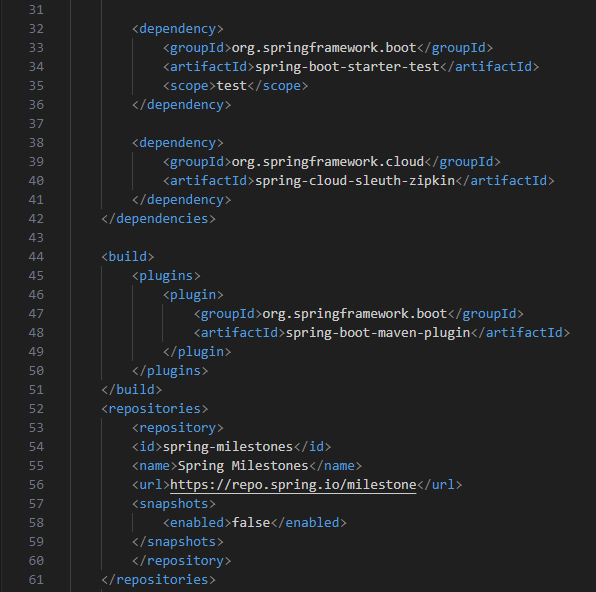 31
32 <dependency>
33 <groupId>org.springframework.boot</groupId>
34 <artifactId>spring-boot-starter-test</artifactId>
35 <scope>test</scope>
36 </dependency>
37
38 <dependency>
39 <groupId>org.springframework.cloud</groupId>
40 <artifactId>spring-cloud-sleuth-zipkin</artifactId>
41 </dependency>
42 </dependencies>
43
44 <build>
45 <plugins>
46 <plugin>
47 <groupId>org.springframework.boot</groupId>
48 <artifactId>spring-boot-maven-plugin</artifactId>
49 </plugin>
50 </plugins>
51 </build>
52 <repositories>
53 <repository>
54 <id>spring-milestones</id>
55 <name>Spring Milestones</name>
56 <url>https://repo.spring.io/milestone</url>
57 <snapshots>
58 <enabled>false</enabled>
59 </snapshots>
60 </repository>
61 </repositories>